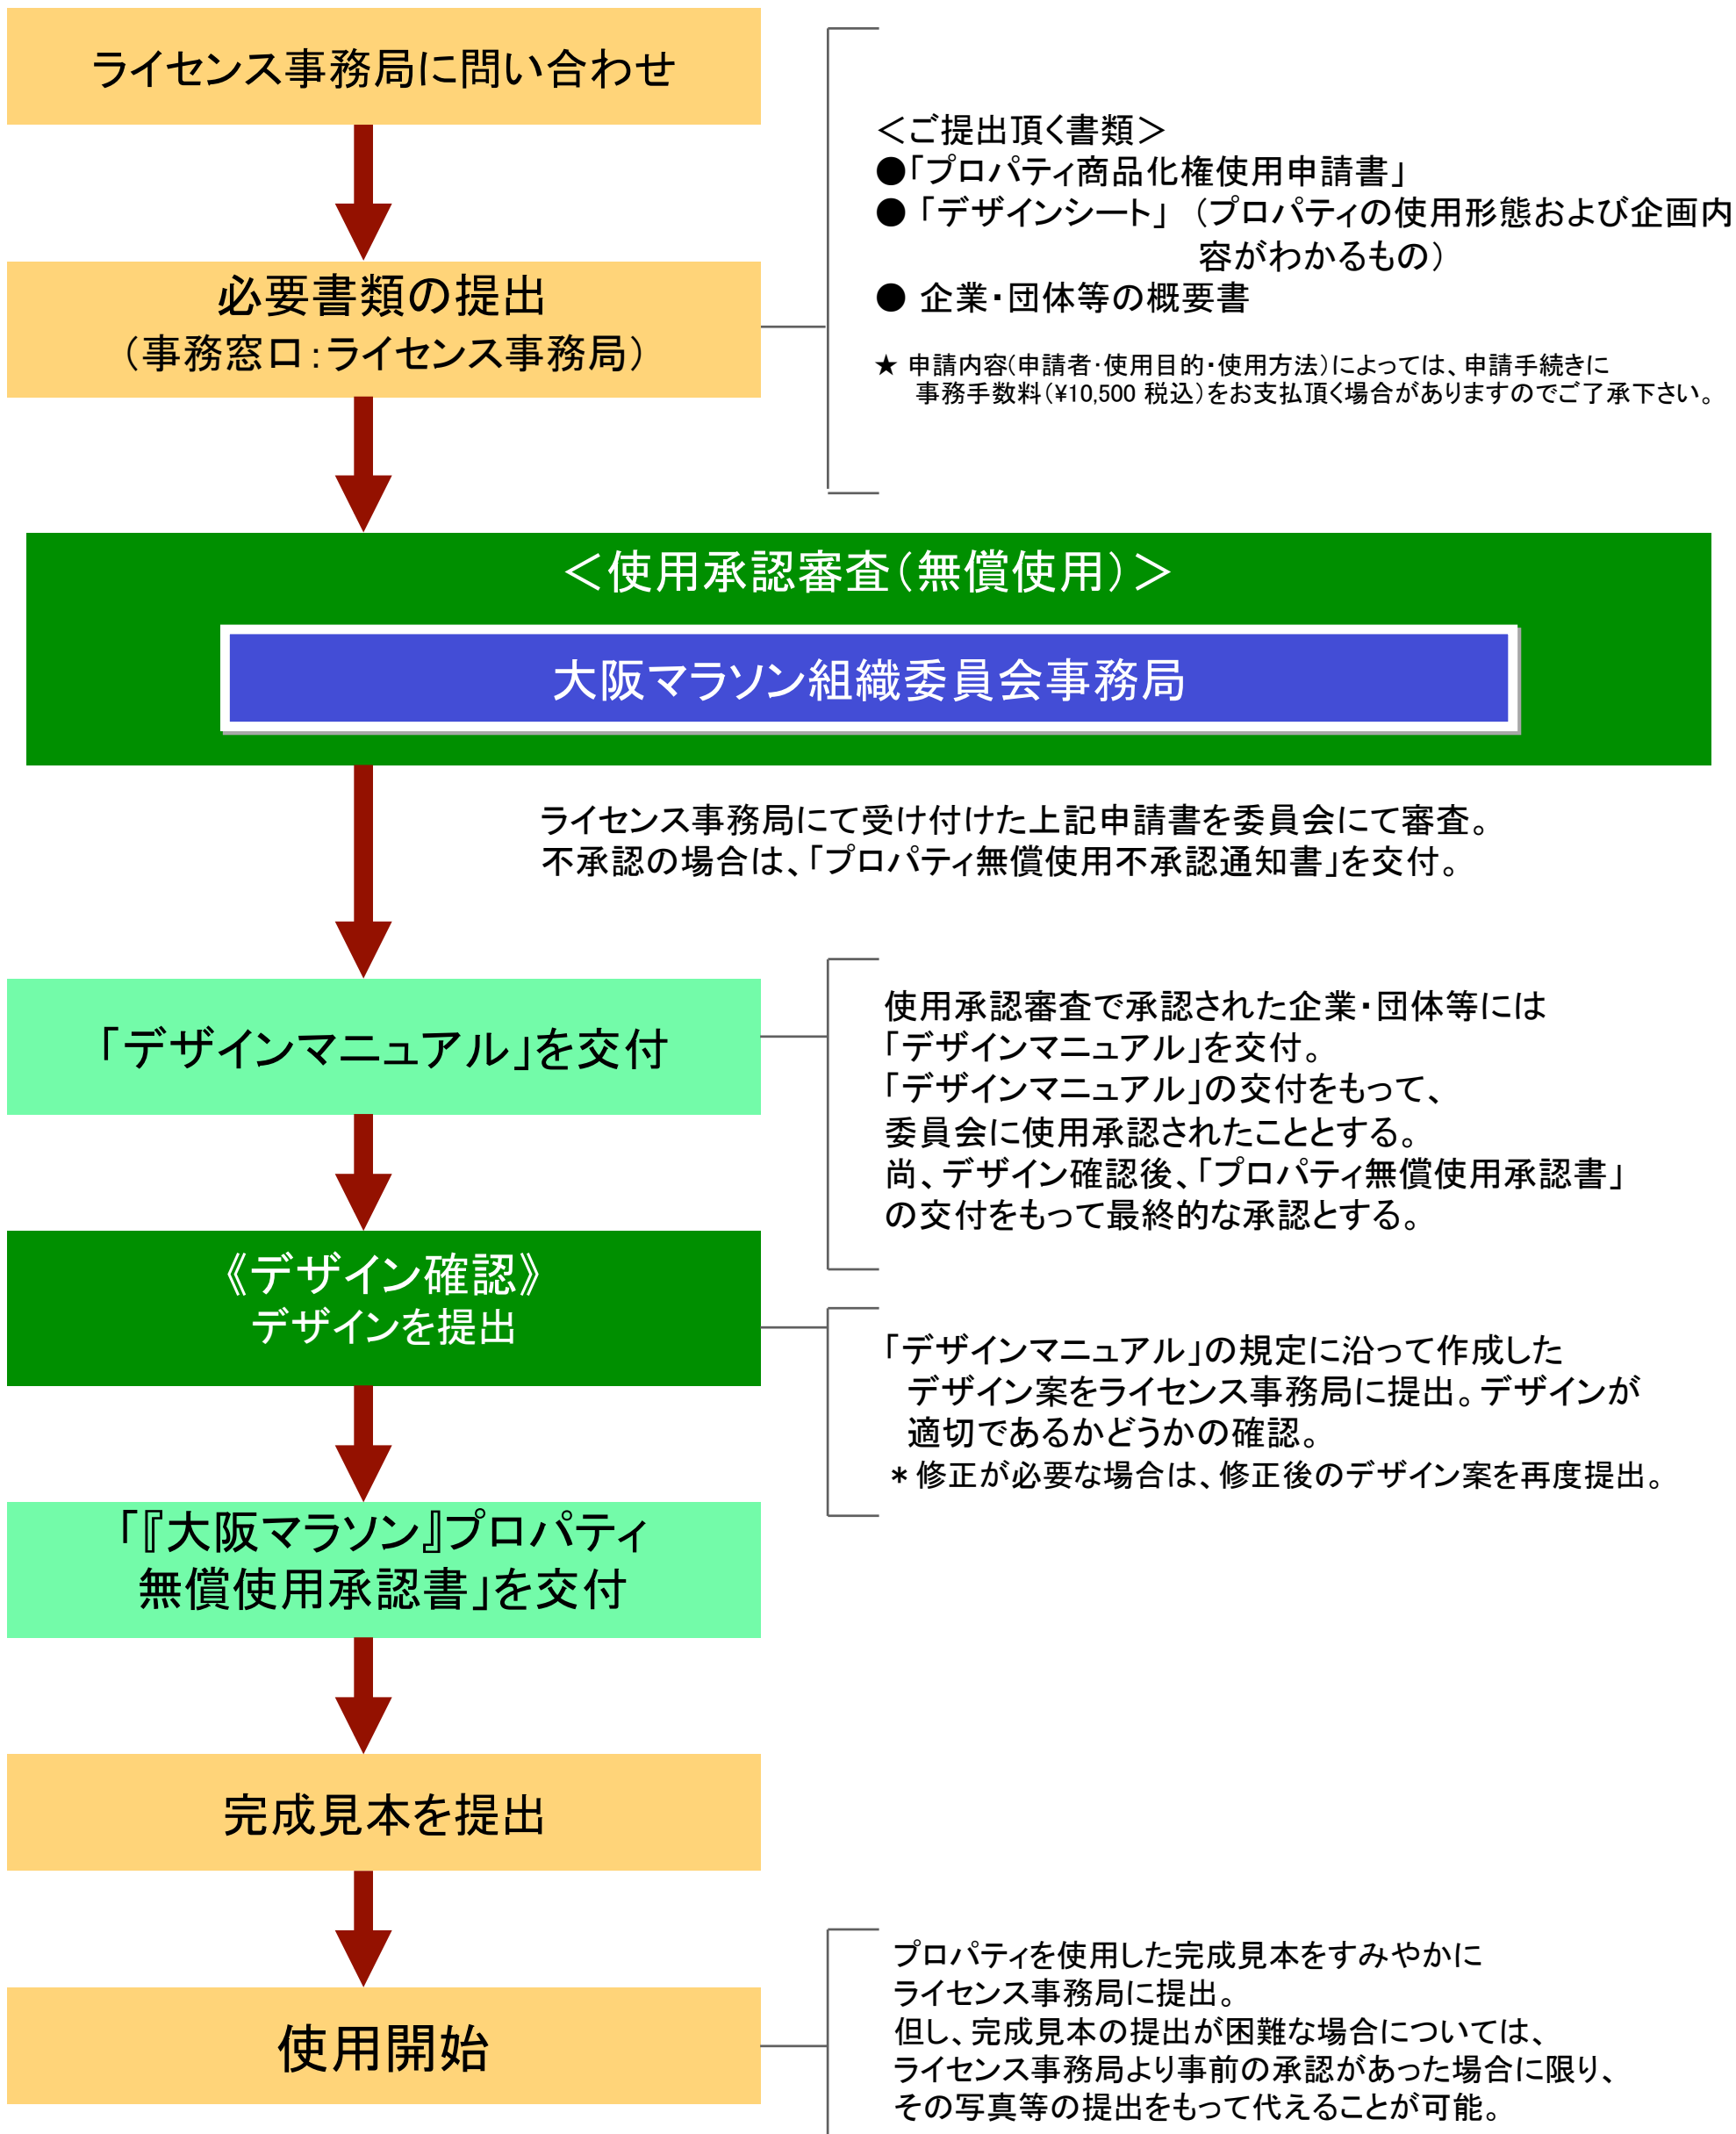 ライセンス事務局に問い合わせ
＜ご提出頂く書類＞
●「プロパティ商品化権使用申請書」
●「デザインシート」（プロパティの使用形態および企画内
容がわかるもの）
● 企業・団体等の概要書
★ 申請内容(申請者・使用目的・使用方法)によっては、申請手続きに
事務手数料(¥10,500 税込)をお支払頂く場合がありますのでご了承下さい。
必要書類の提出
（事務窓口：ライセンス事務局）
＜使用承認審査（無償使用）＞
大阪マラソン組織委員会事務局
ライセンス事務局にて受け付けた上記申請書を委員会にて審査。
不承認の場合は、「プロパティ無償使用不承認通知書」を交付。
「デザインマニュアル」を交付
使用承認審査で承認された企業・団体等には
「デザインマニュアル」を交付。
「デザインマニュアル」の交付をもって、
委員会に使用承認されたこととする。
尚、デザイン確認後、「プロパティ無償使用承認書」
の交付をもって最終的な承認とする。
《デザイン確認》
デザインを提出
「デザインマニュアル」の規定に沿って作成した
デザイン案をライセンス事務局に提出。デザインが
適切であるかどうかの確認。
＊修正が必要な場合は、修正後のデザイン案を再度提出。
「『大阪マラソン』プロパティ
無償使用承認書」を交付
完成見本を提出
使用開始
プロパティを使用した完成見本をすみやかに
ライセンス事務局に提出。
但し、完成見本の提出が困難な場合については、
ライセンス事務局より事前の承認があった場合に限り、
その写真等の提出をもって代えることが可能。